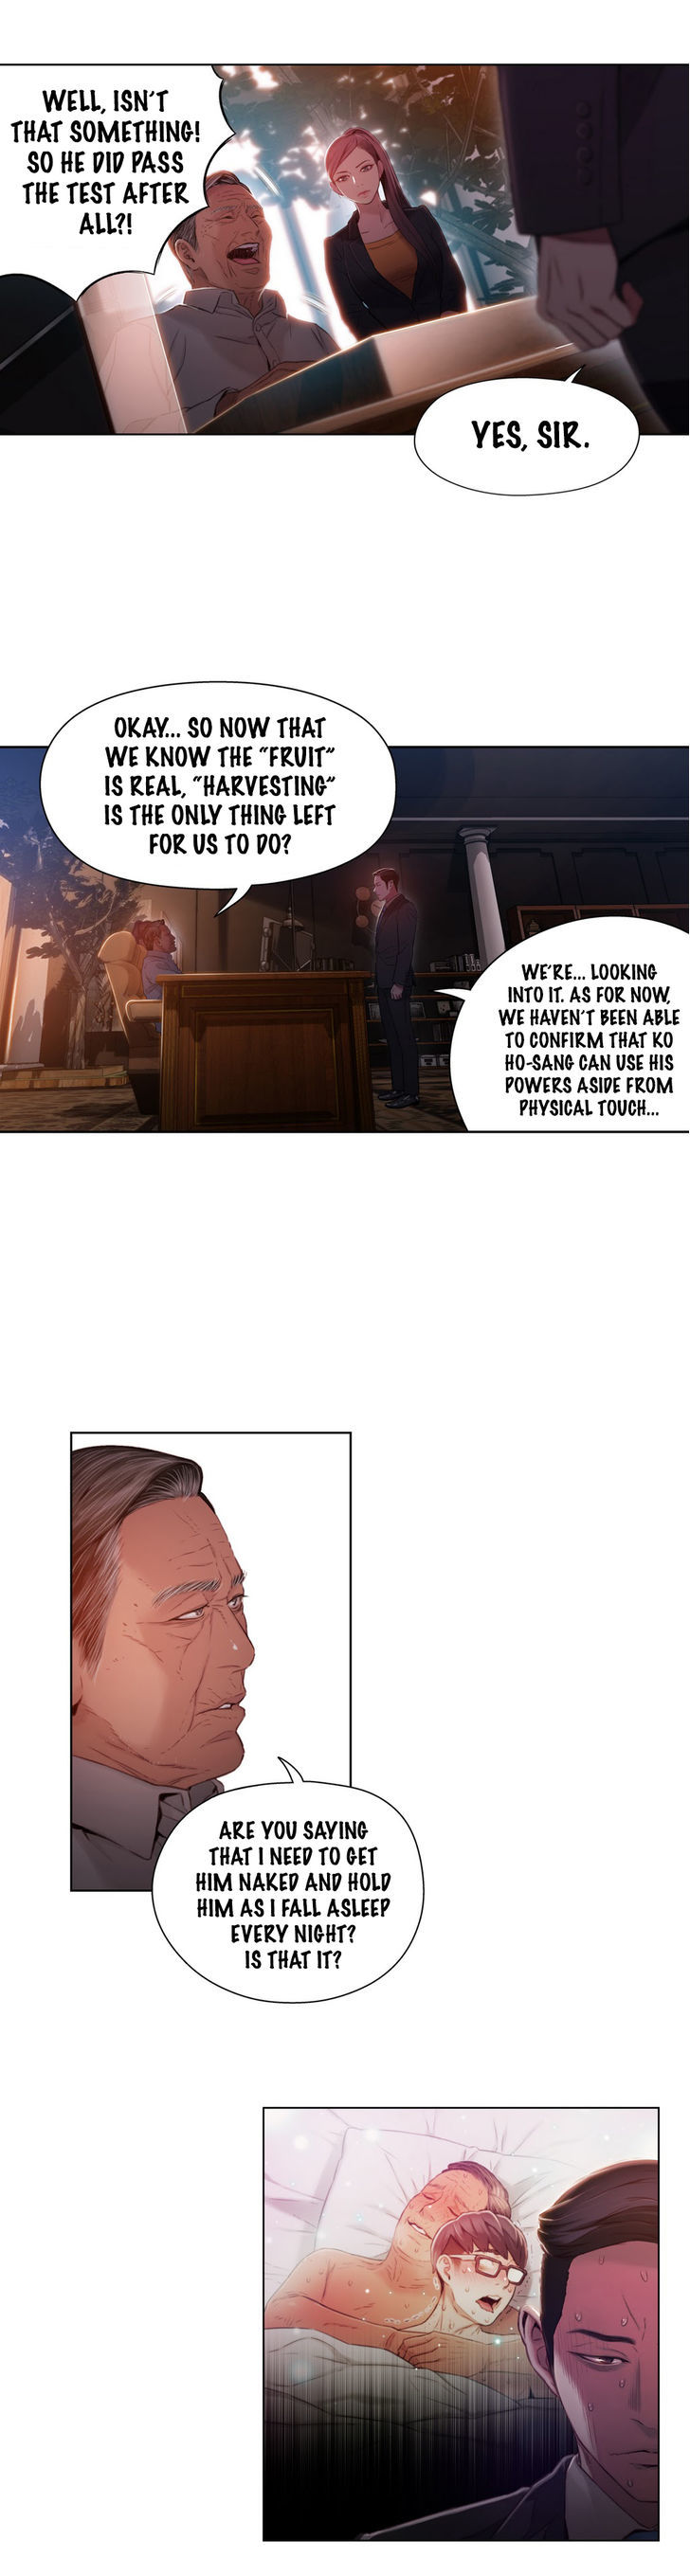 WELL, ISN'T
THAT SOMETHING!
SO HE DID PASS
THE TEST AFTER
ALL?!
YES, SIR.
OKAY... SO NOW THAT
WE KNOW THE "FRUIT"
IS REAL, "HARVESTING"
IS THE ONLY THING LEFT
FOR US TO DO?
WE'RE... LOOKING
INTO IT. AS FOR NOW,
WE HAVEN'T BEEN ABLE
TO CONFIRM THAT KO
HO-SANG CAN USE HIS
POWERS ASIDE FROM
PHYSICAL TOUCH...
ARE YOU SAYING
THAT I NEED TO GET
HIM NAKED AND HOLD
HIM AS I FALL ASLEEP
EVERY NIGHT?
IS THAT IT?